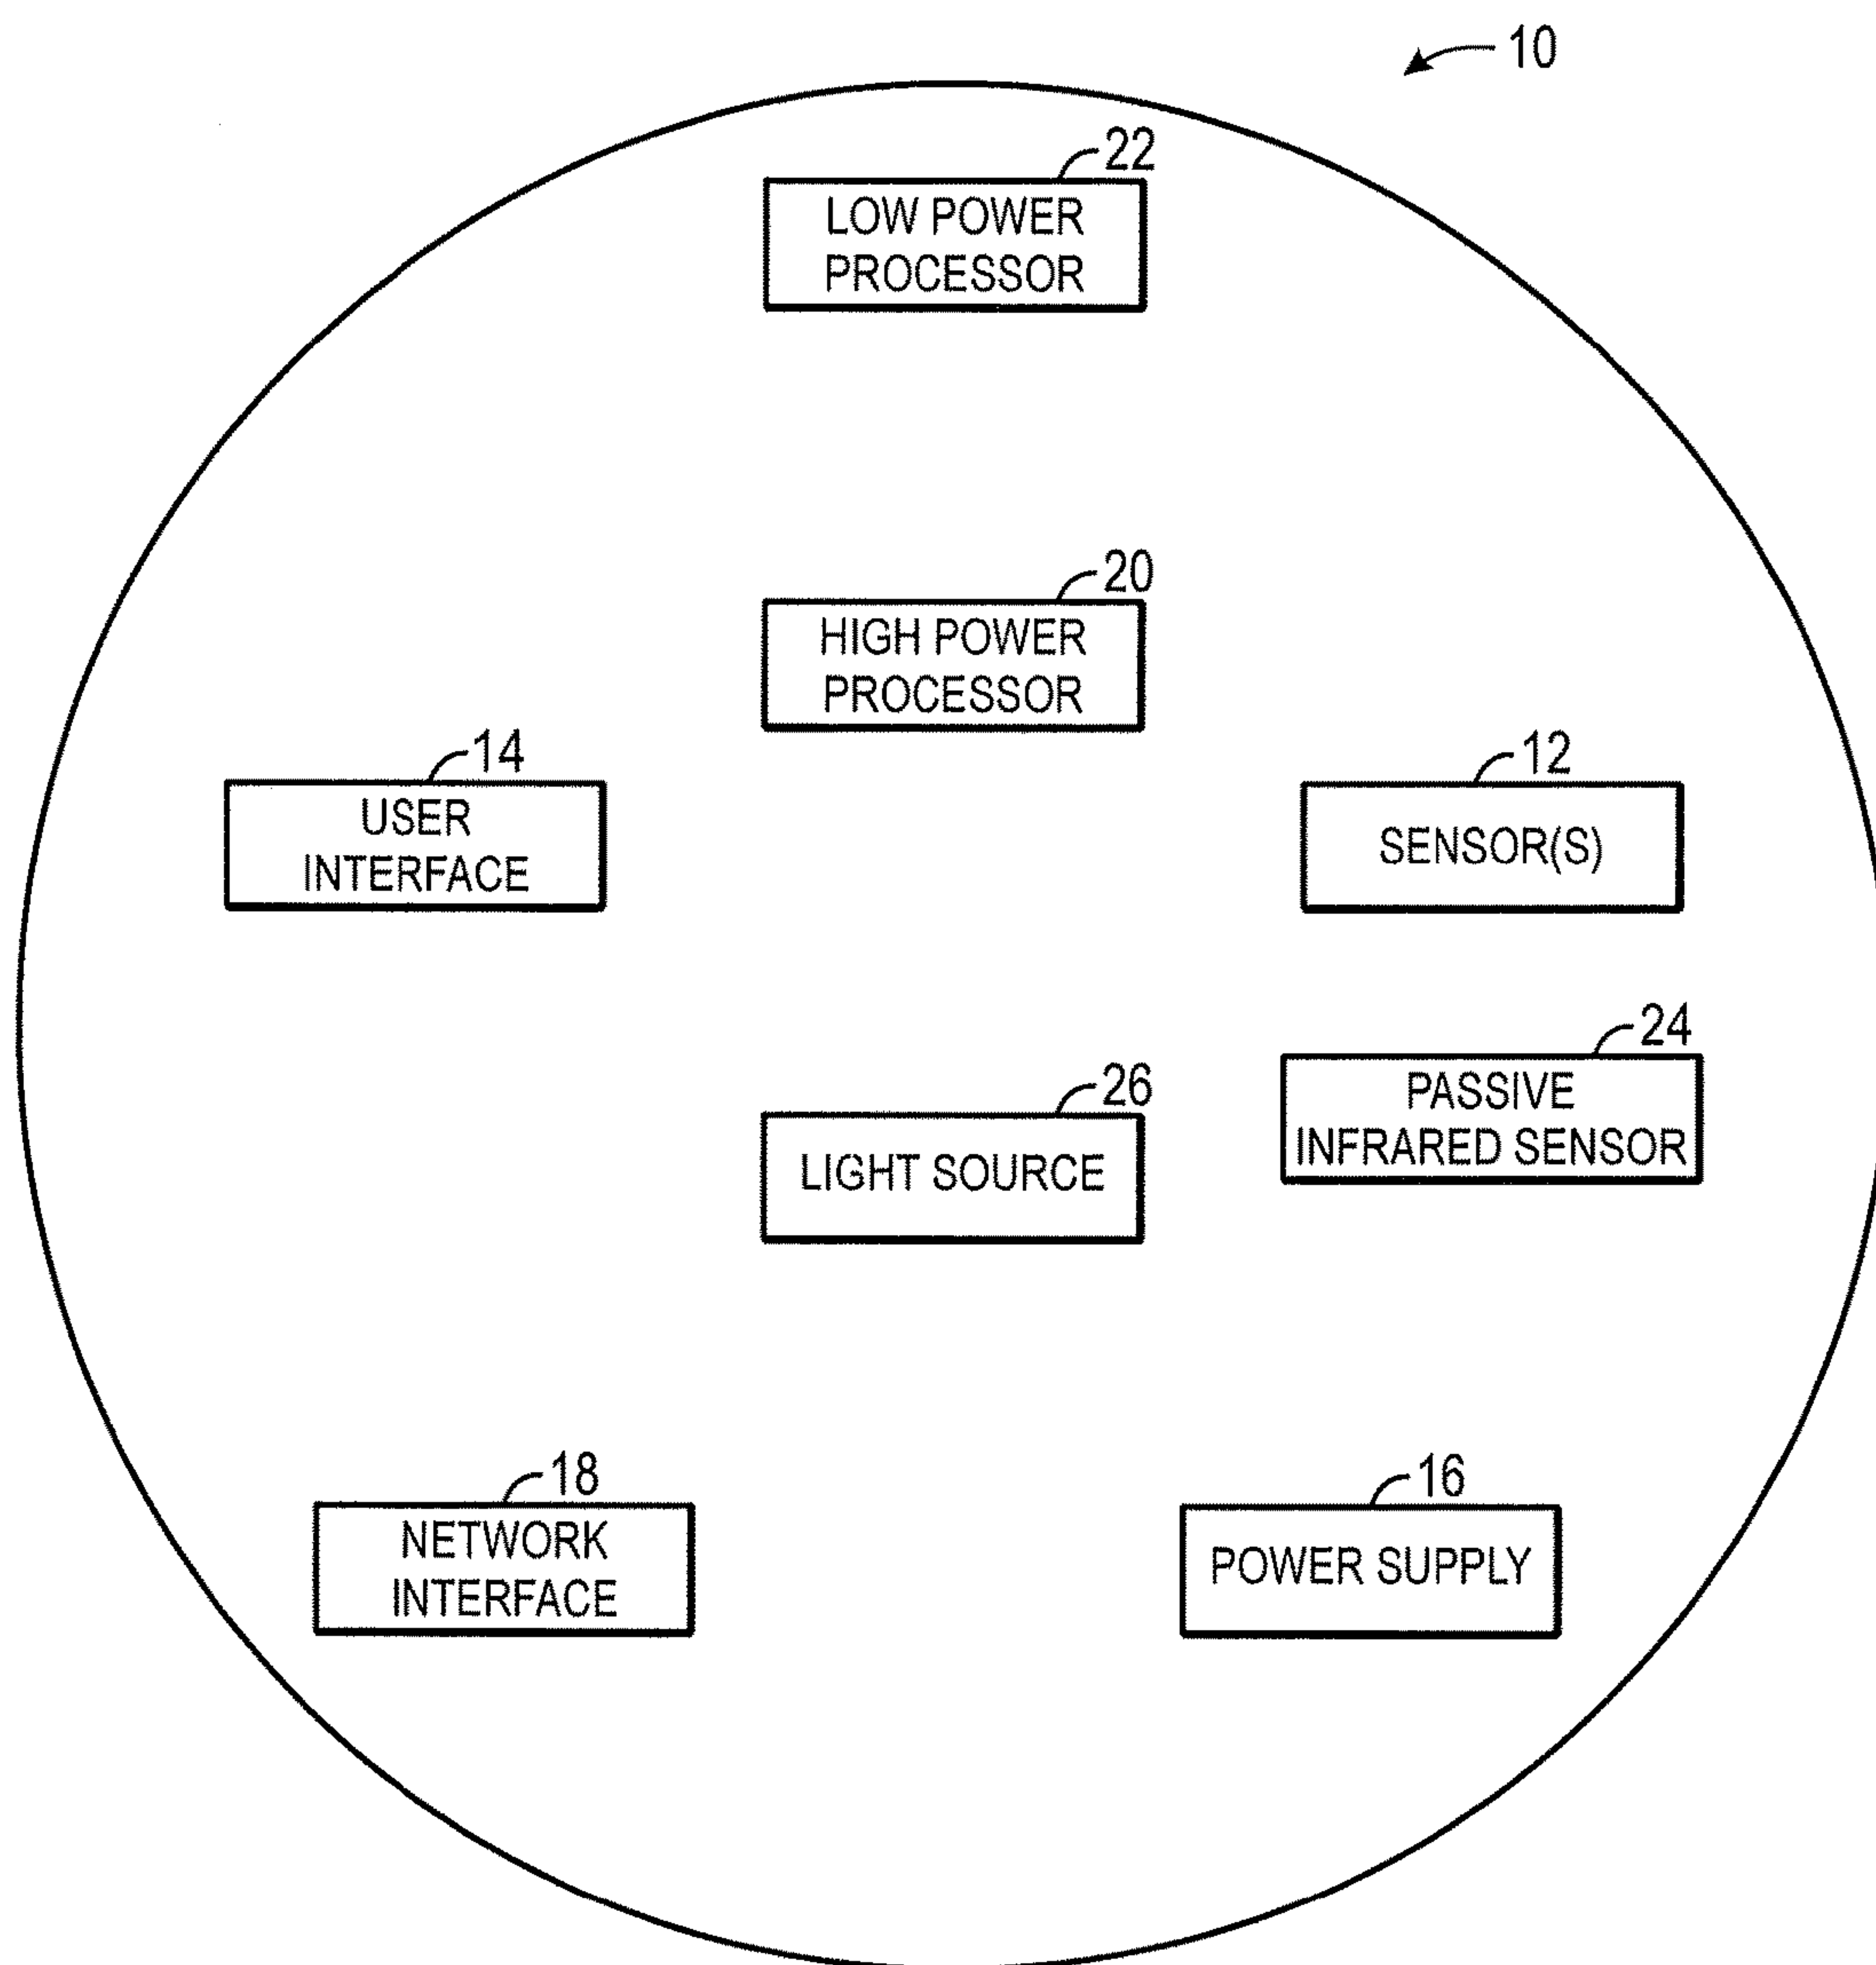 10
22
LOW POWER
PROCESSOR
20
HIGH POWER
PROCESSOR
14
USER
INTERFACE
12
SENSOR(S)
24
PASSIVE
INFRARED SENSOR
26
LIGHT SOURCE
18
NETWORK
INTERFACE
16
POWER SUPPLY